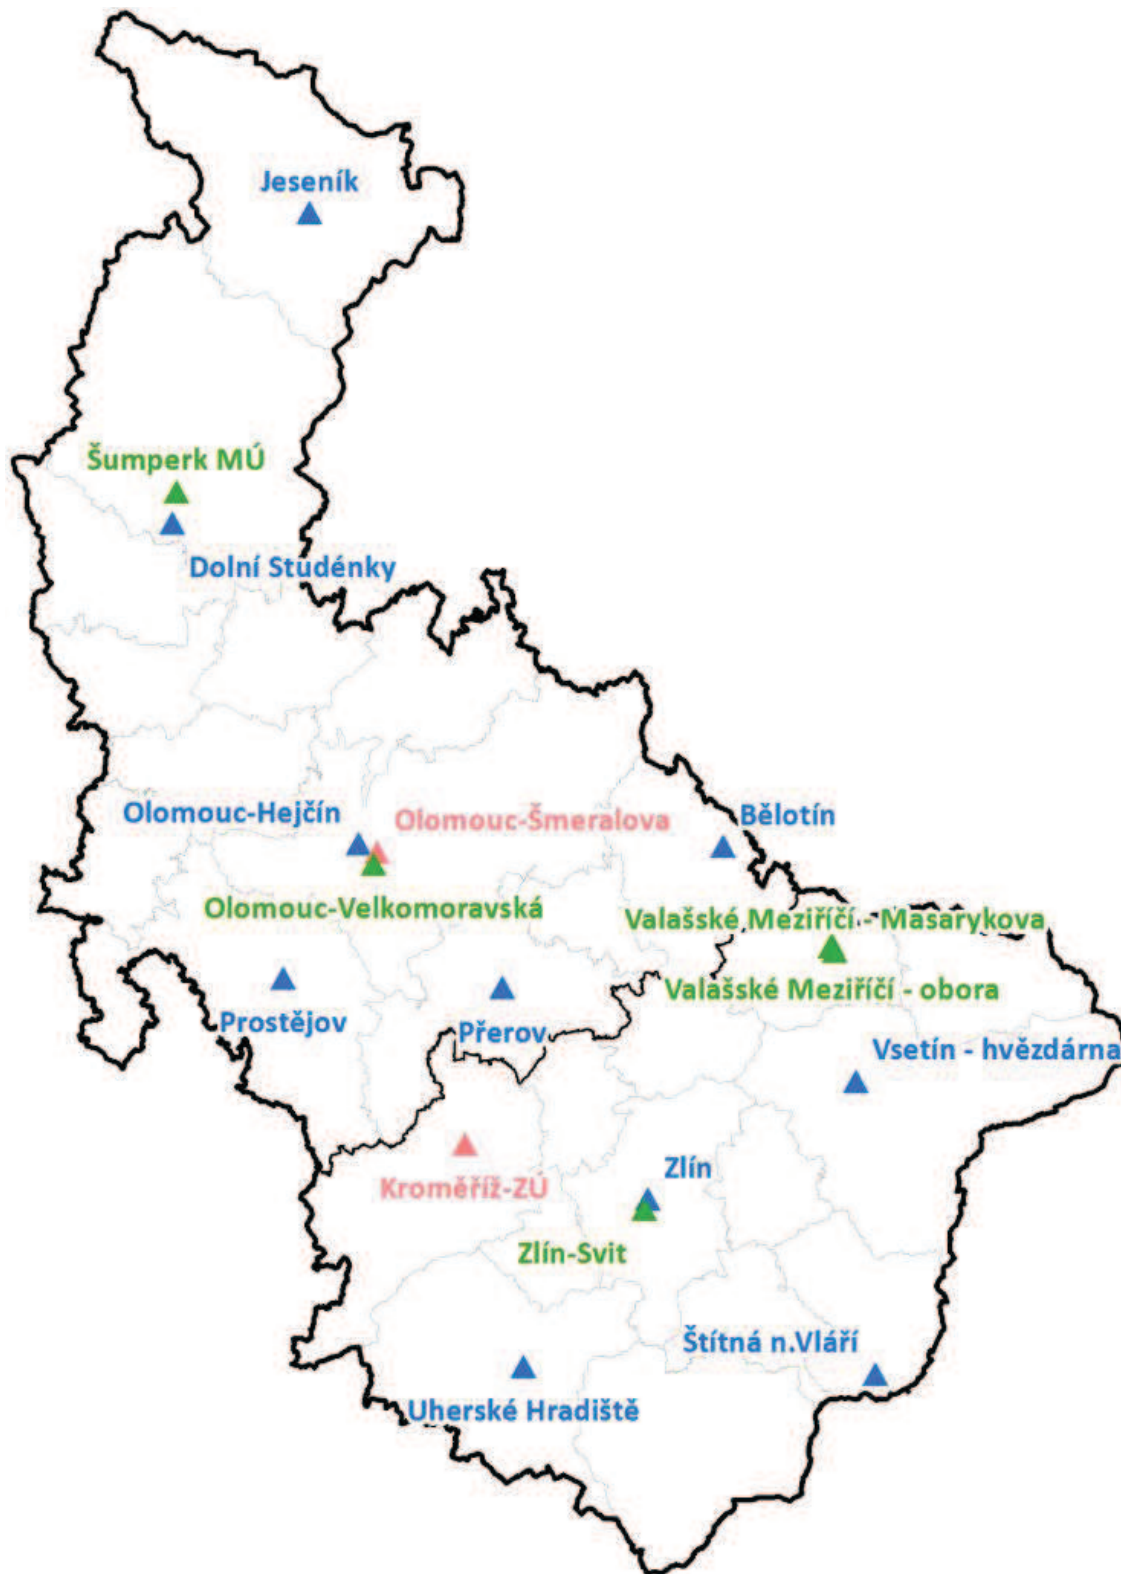 Jeseník
Šumperk MÚ
Dolní Studénky
Olomouc-Hejčín
Olomouc-Šmeralova
Bělotín
Olomouc-Velkomoravská
Valašské Meziříčí - Masarykova
Valašské Meziříčí - obora
Prostějov
Přerov
Vsetín - hvězdárna
Zlín
Kroměříž-ZÚ
Zlín-Svit
Štítná n.Vláří
Uherské Hradiště